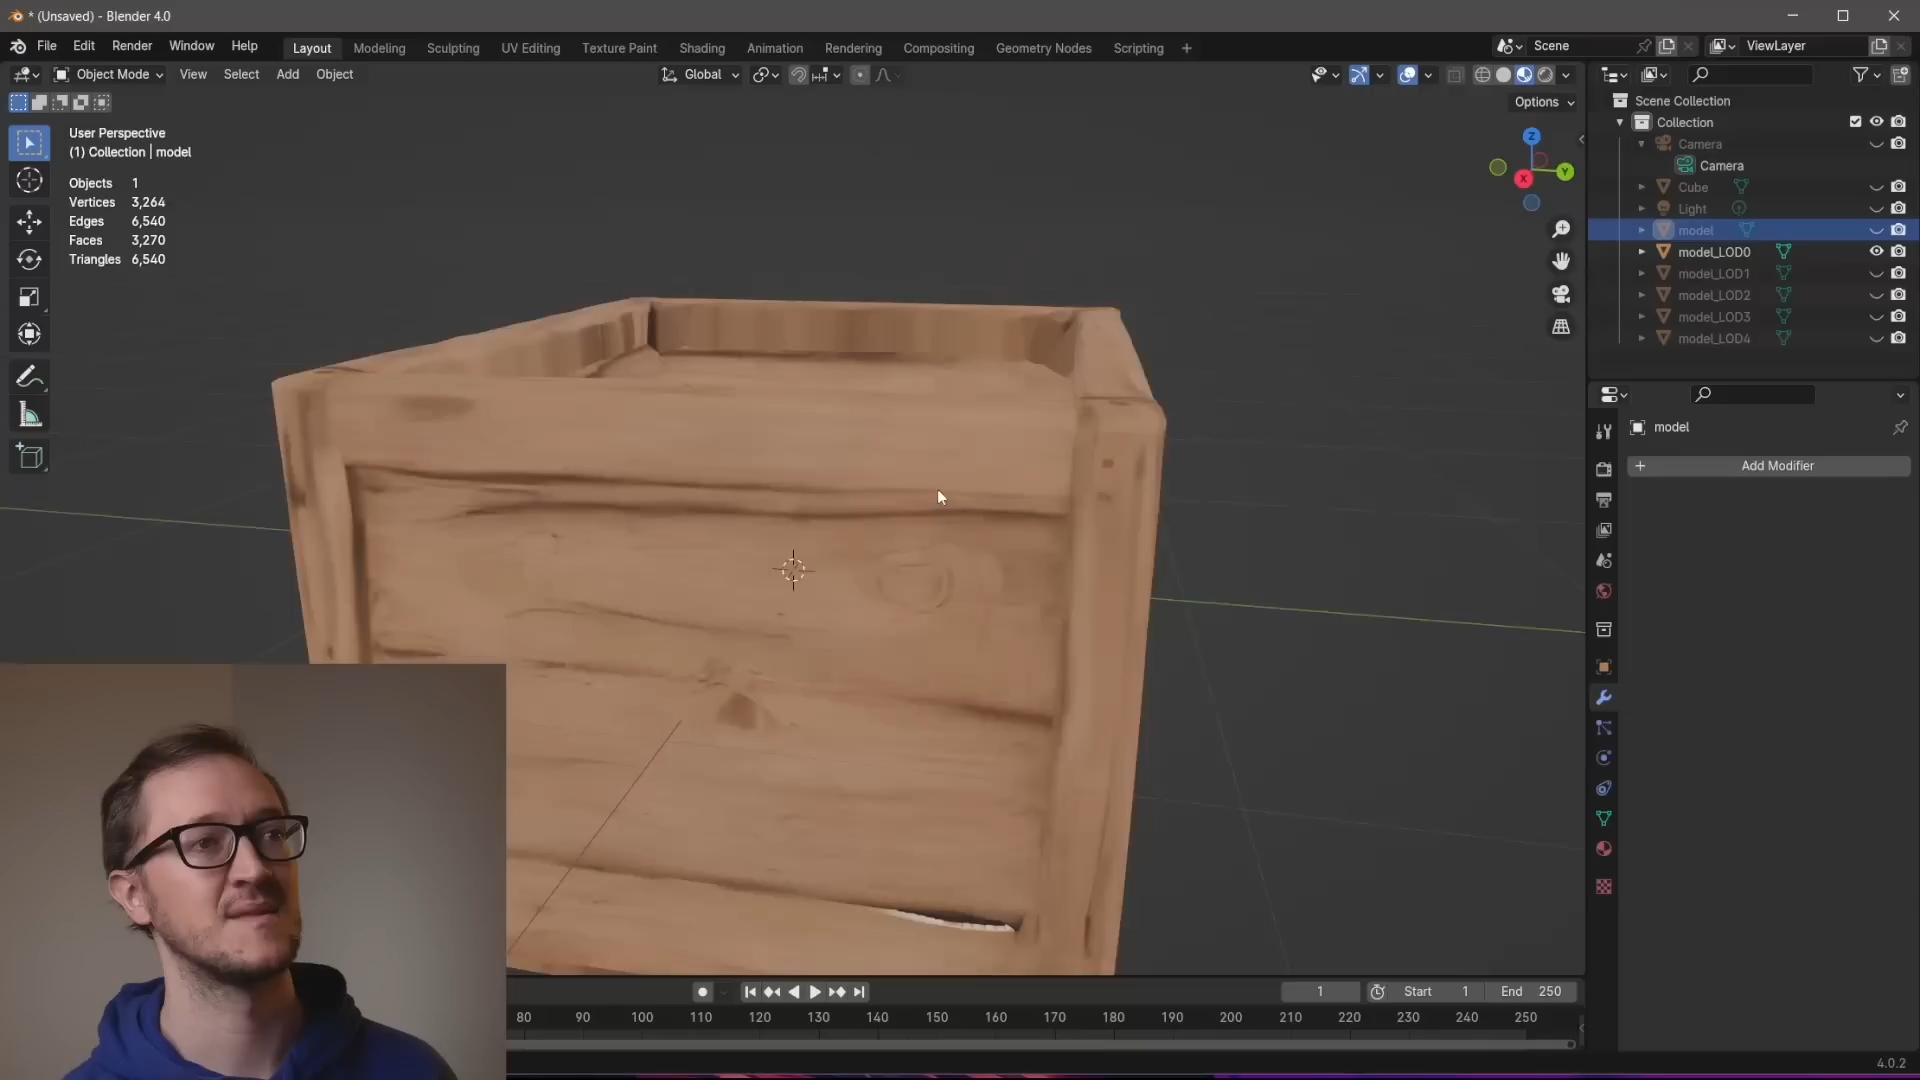 * (Unsaved) - Blender 4.0
File Edit Render Window Help
Layout Modeling Sculpting UV Editing Texture Paint Shading Animation Rendering Compositing Geometry Nodes Scripting +
Scene
ViewLayer
Object Mode View Select Add Object
Global
Options
User Perspective
(1) Collection | model
Objects 1
Vertices 3,264
Edges 6,540
Faces 3,270
Triangles 6,540
Z
Y
X
Scene Collection
Collection
Camera
Camera
Cube
Light
model
model_LOD0
model_LOD1
model_LOD2
model_LOD3
model_LOD4
model
+ Add Modifier
1 Start 1 End 250
80 90 100 110 120 130 140 150 160 170 180 190 200 210 220 230 240 250
4.0.2